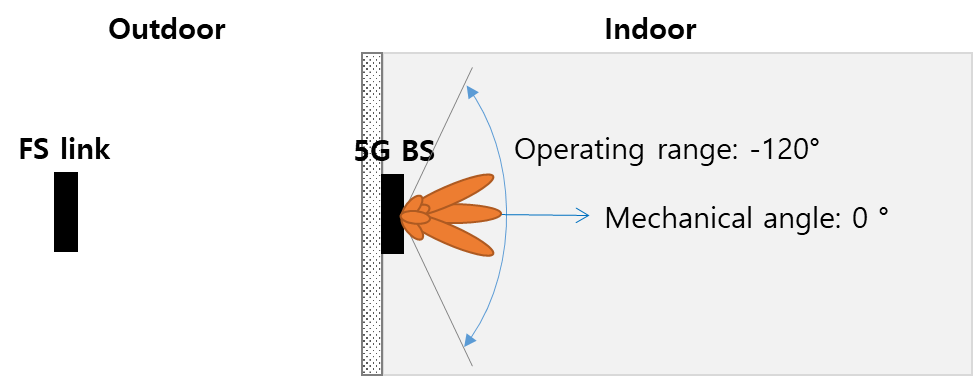 Outdoor
Indoor
FS link
5G BS
Operating range: -120°
Mechanical angle: 0 °